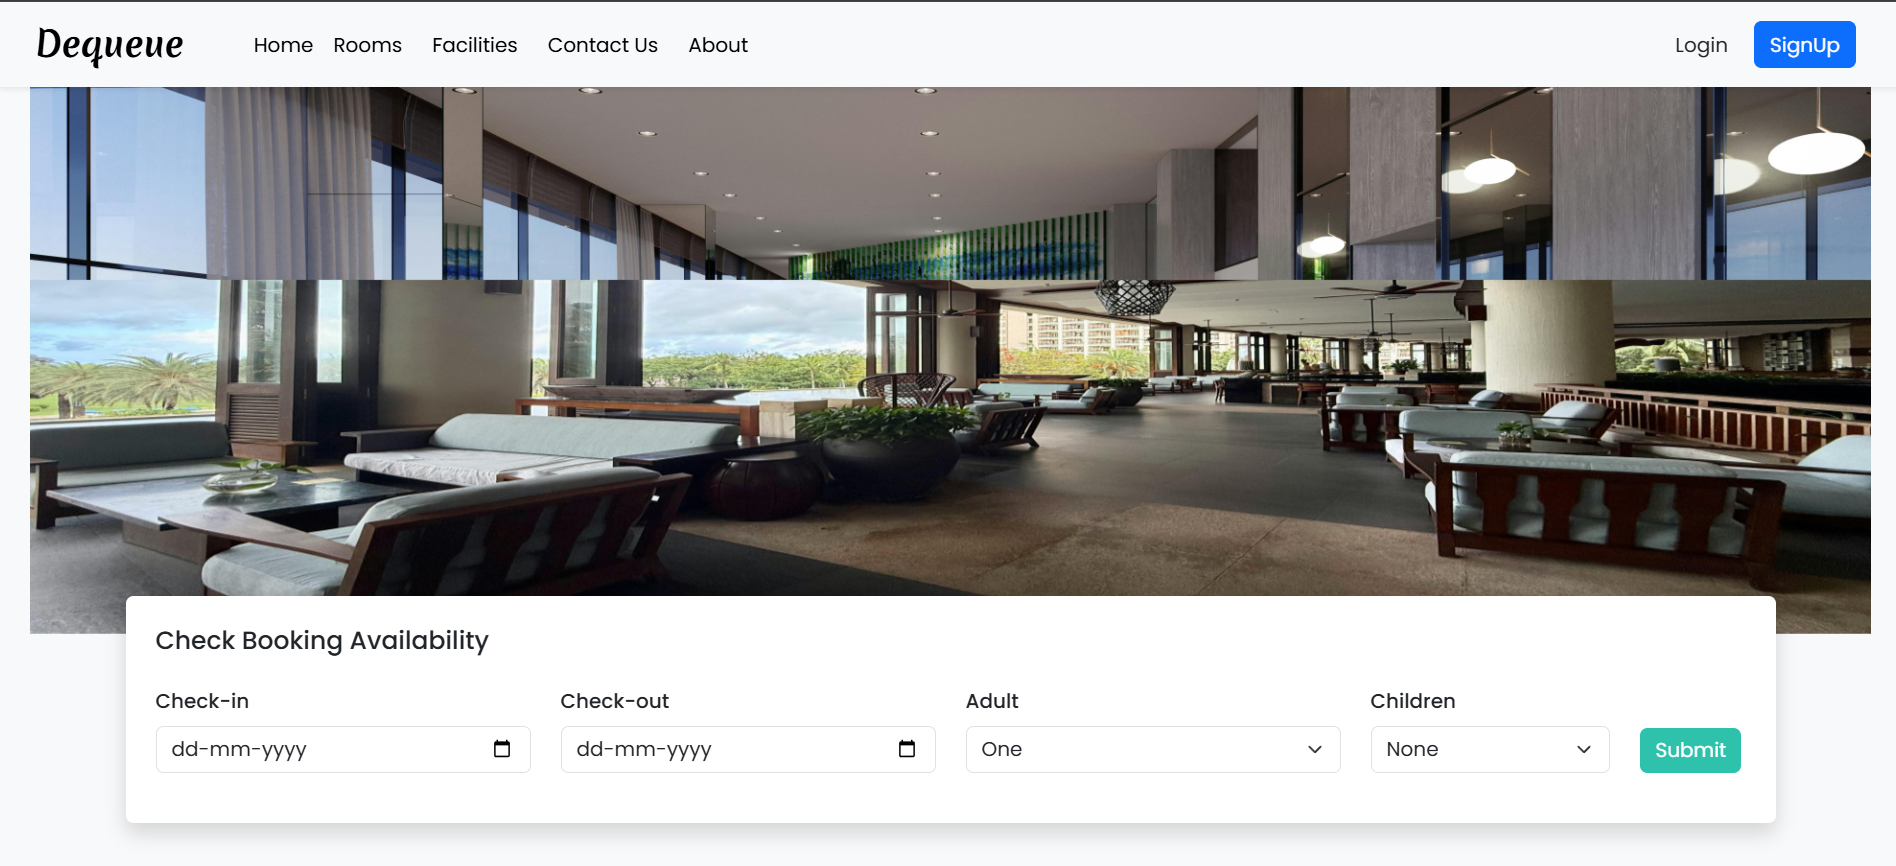 Dequeue Home Rooms Facilities Contact Us About Login SignUp
Check Booking Availability
Check-in Check-out Adult Children
dd-mm-yyyy dd-mm-yyyy One None Submit